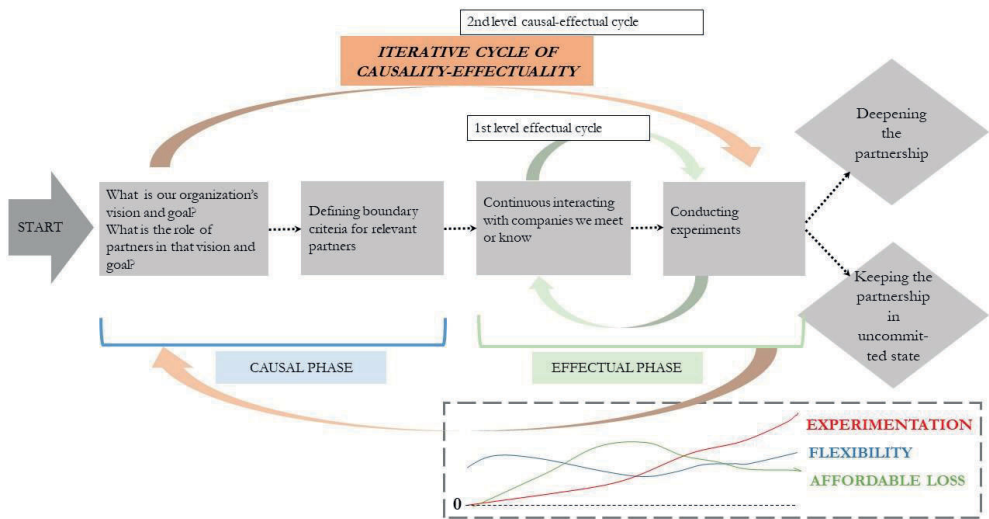 2nd level causal-effectual cycle
ITERATIVE CYCLE OF
CAUSALITY-EFFECTUALITY
1st level effectual cycle
START
What is our organization's
vision and goal?
What is the role of
partners in that vision and
goal?
Defining boundary
criteria for relevant
partners
Continuous interacting
with companies we meet
or know
Conducting
experiments
Deepening
the
partnership
Keeping the
partnership
in
uncommit-
ted state
CAUSAL PHASE
EFFECTUAL PHASE
EXPERIMENTATION
FLEXIBILITY
AFFORDABLE LOSS
0